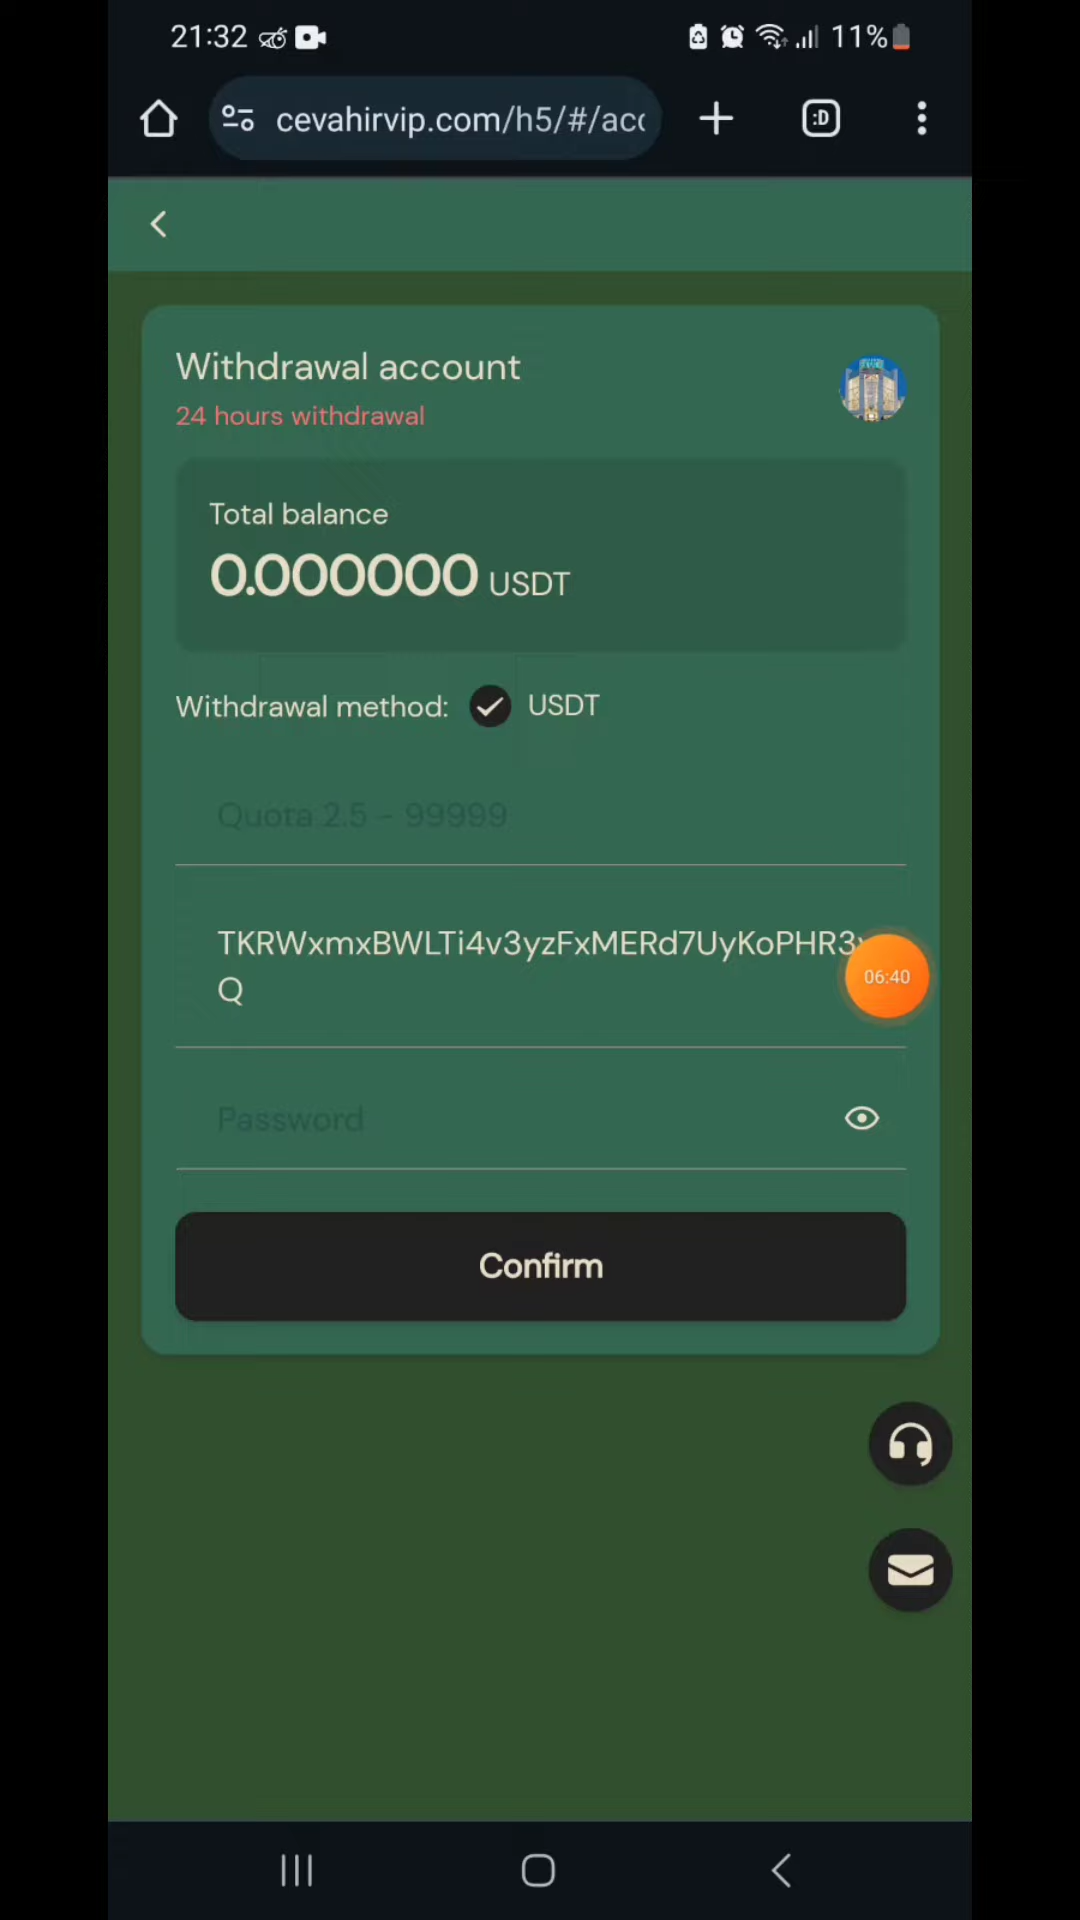 21:32
11%
cevahirvip.com/h5/#/acc
:D
Withdrawal account
24 hours withdrawal
Total balance
0.000000 USDT
Withdrawal method: USDT
Quota 2.5 - 99999
TKRWxmxBWLTi4v3yzFxMERd7UyKoPHR3
Q
06:40
Password
Confirm